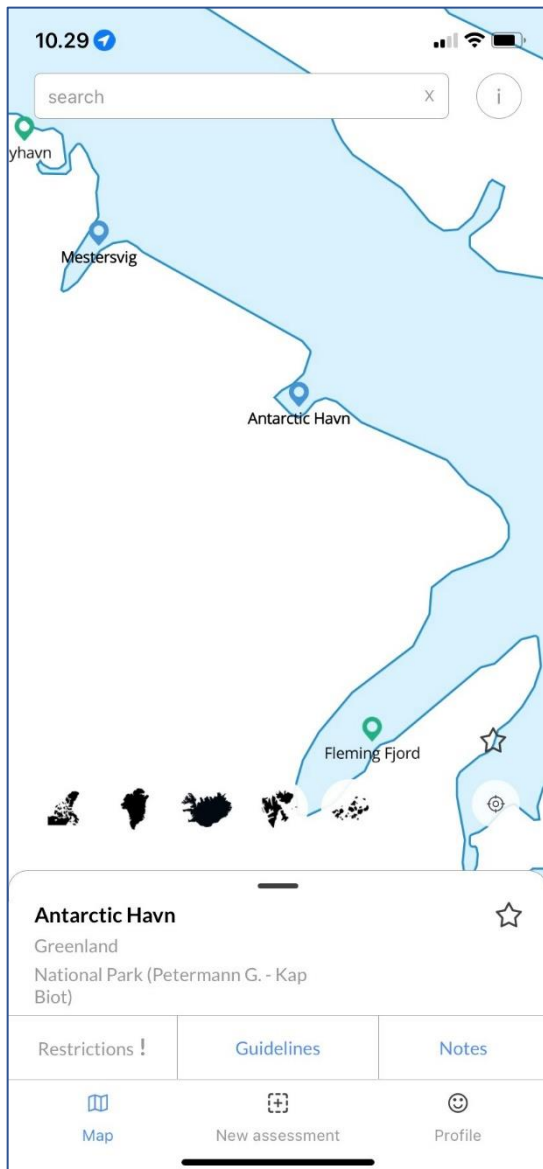 10.29
search X
i
yhavn
Mestersvig
Antarctic Havn
Fleming Fjord
Antarctic Havn
Greenland
National Park (Petermann G. - Kap
Biot)
Restrictions ! Guidelines Notes
Map New assessment Profile